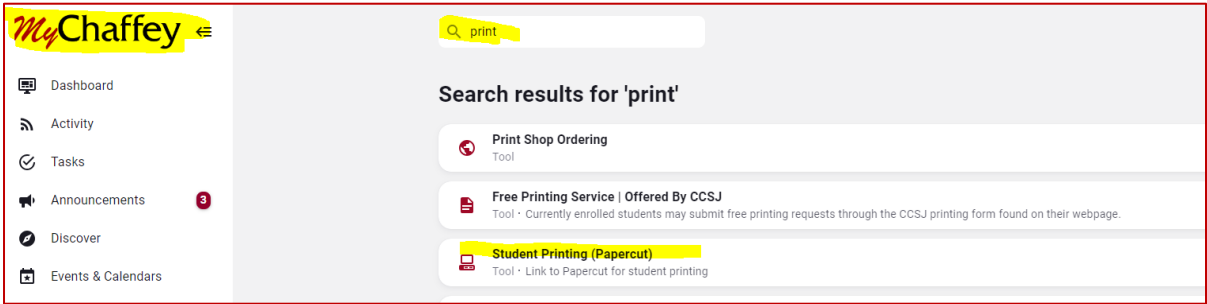 MyChaffey
Dashboard
Activity
Tasks
Announcements 3
Discover
Events & Calendars
print
Search results for 'print'
Print Shop Ordering
Tool
Free Printing Service | Offered By CCSJ
Tool • Currently enrolled students may submit free printing requests through the CCSJ printing form found on their webpage.
Student Printing (Papercut)
Tool • Link to Papercut for student printing